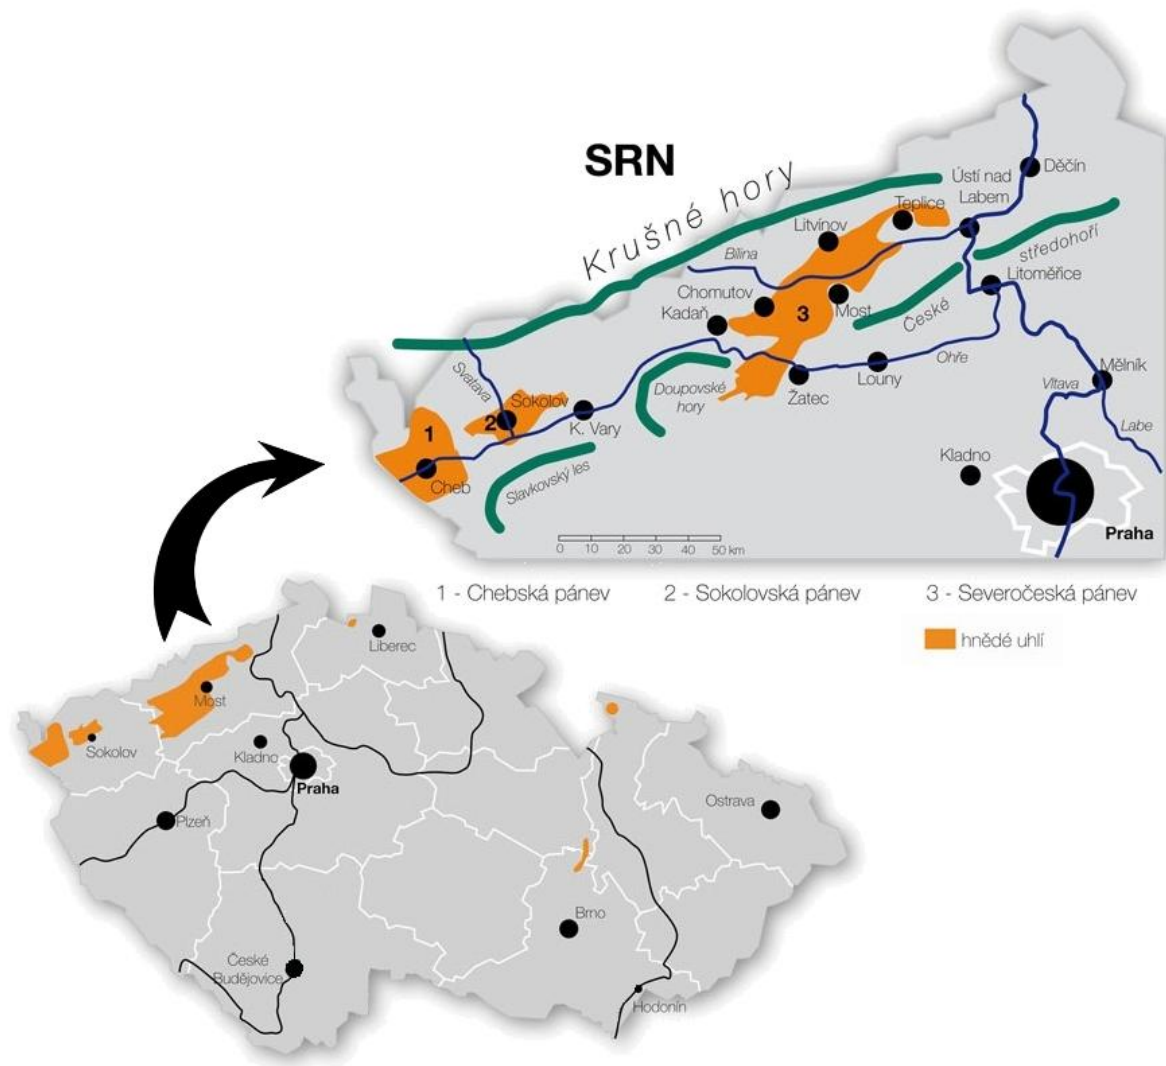 SRN
Krušné hory
Děčín
Ústí nad
Labem
Teplice
Litvínov
středohoří
Bílina
Litoměřice
Chomutov
Kadaň
3
Most
České
Ohře
Mělník
Svatava
Louny
Vltava
Doupovské
hory
Žatec
Sokolov
2
1
K. Vary
Labe
Kladno
Cheb
Slavkovský les
Praha
0 10 20 30 40 50 km
1 - Chebská pánev
2 - Sokolovská pánev
3 - Severočeská pánev
hnědé uhlí
Liberec
Most
Sokolov
Kladno
Praha
Ostrava
Plzeň
Brno
České
Budějovice
Hodonín